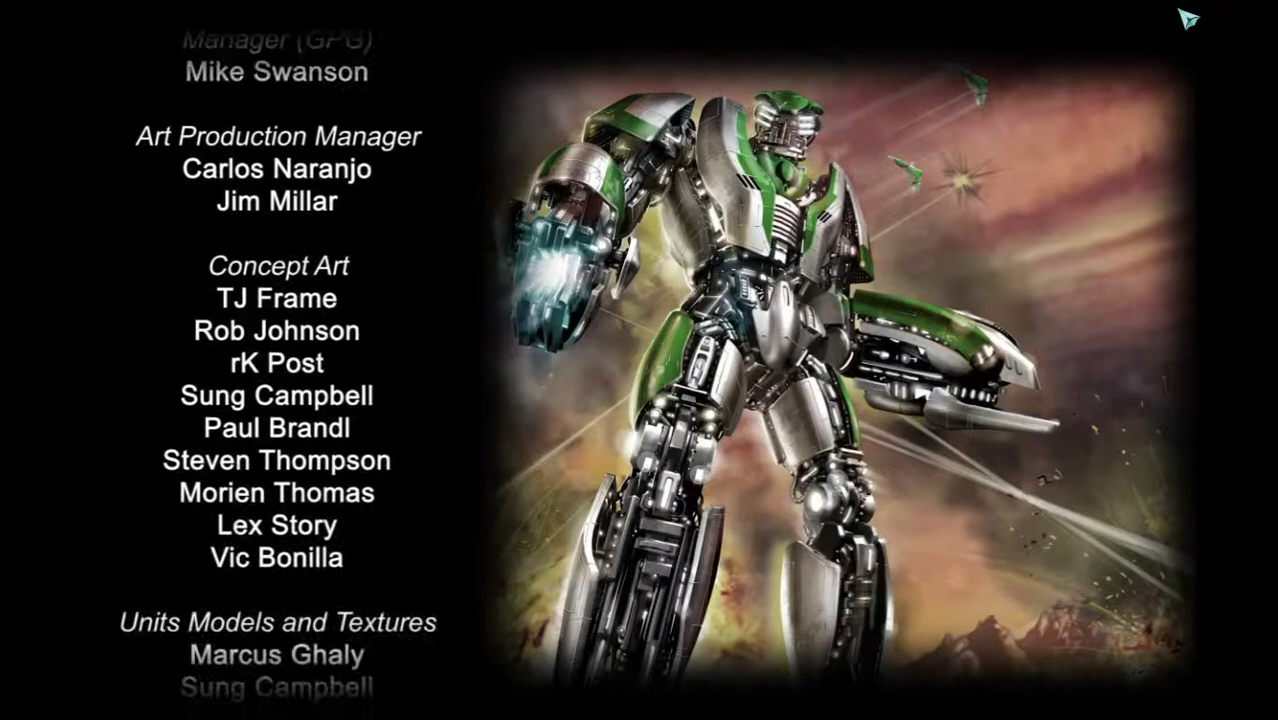 Manager (GPG)
Mike Swanson
Art Production Manager
Carlos Naranjo
Jim Millar
Concept Art
TJ Frame
Rob Johnson
rK Post
Sung Campbell
Paul Brandl
Steven Thompson
Morien Thomas
Lex Story
Vic Bonilla
Units Models and Textures
Marcus Ghaly
Sung Campbell